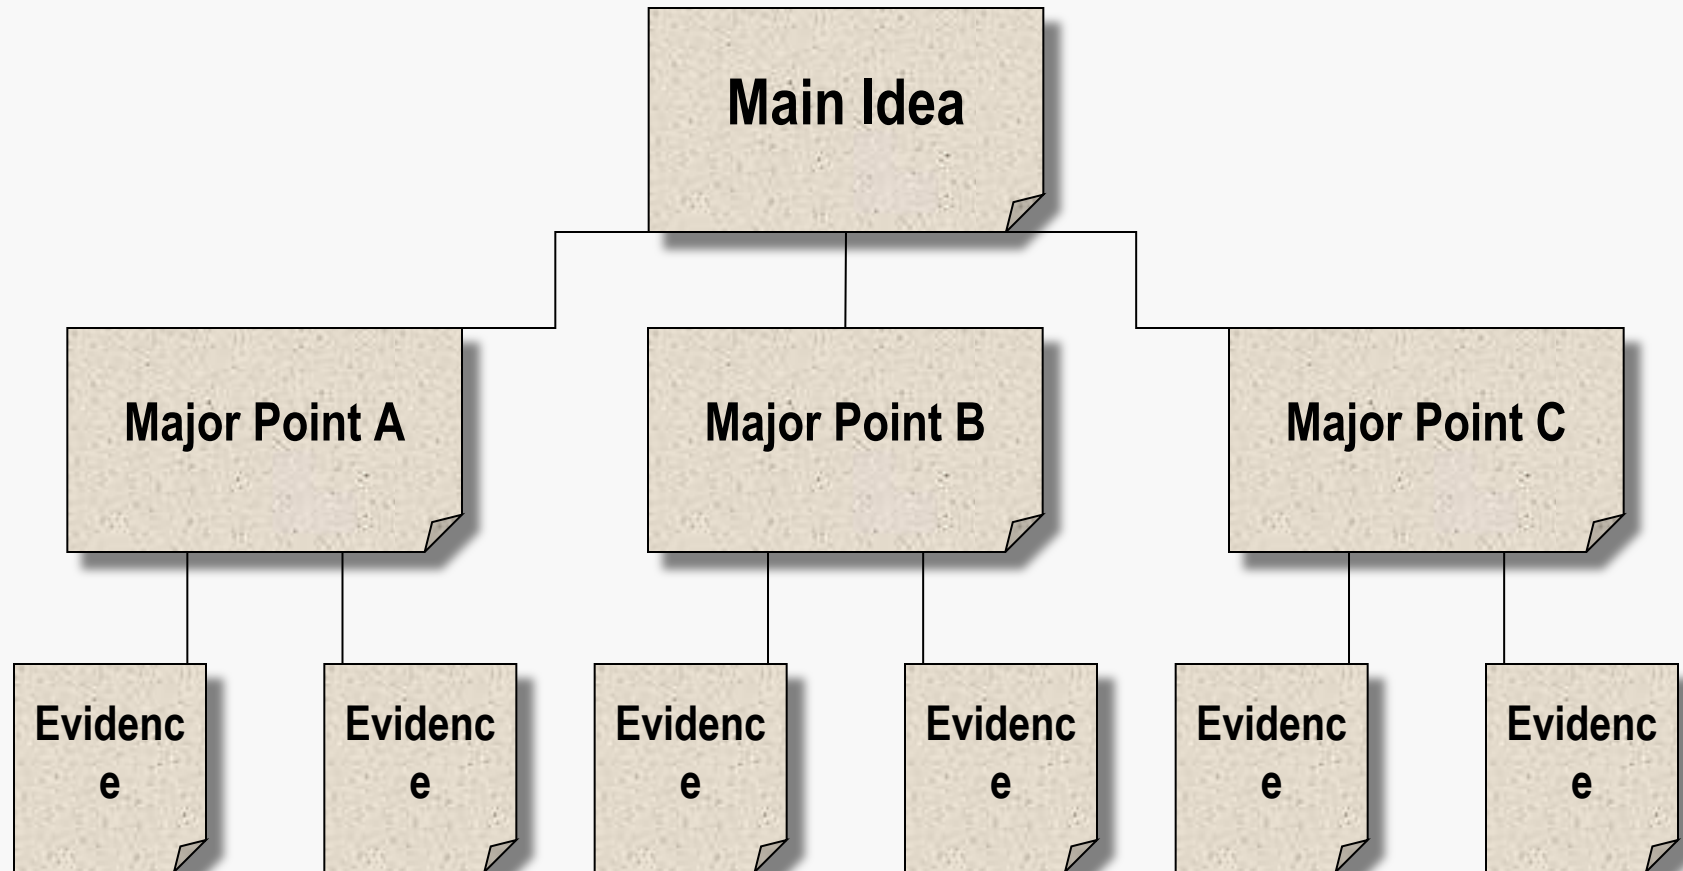 Main Idea
Major Point A
Major Point B
Major Point C
Evidenc
e
Evidenc
e
Evidenc
e
Evidenc
e
Evidenc
e
Evidenc
e